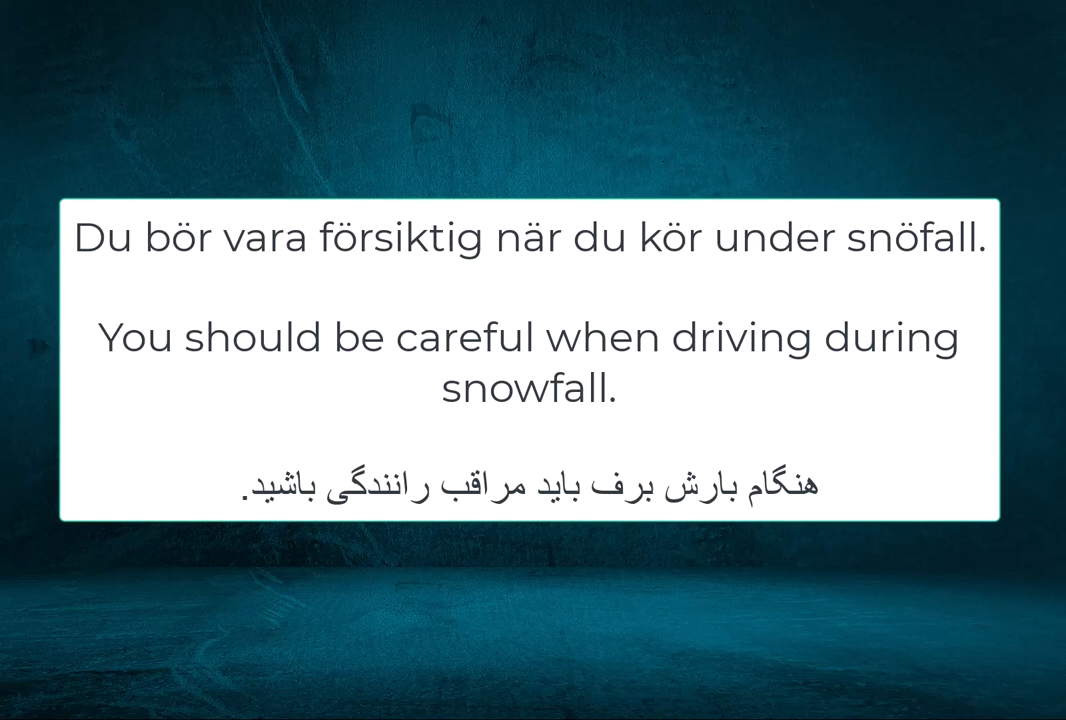 Du bör vara försiktig när du kör under snöfall.
You should be careful when driving during
snowfall.
هنگام بارش برف باید مراقب رانندگی باشید.